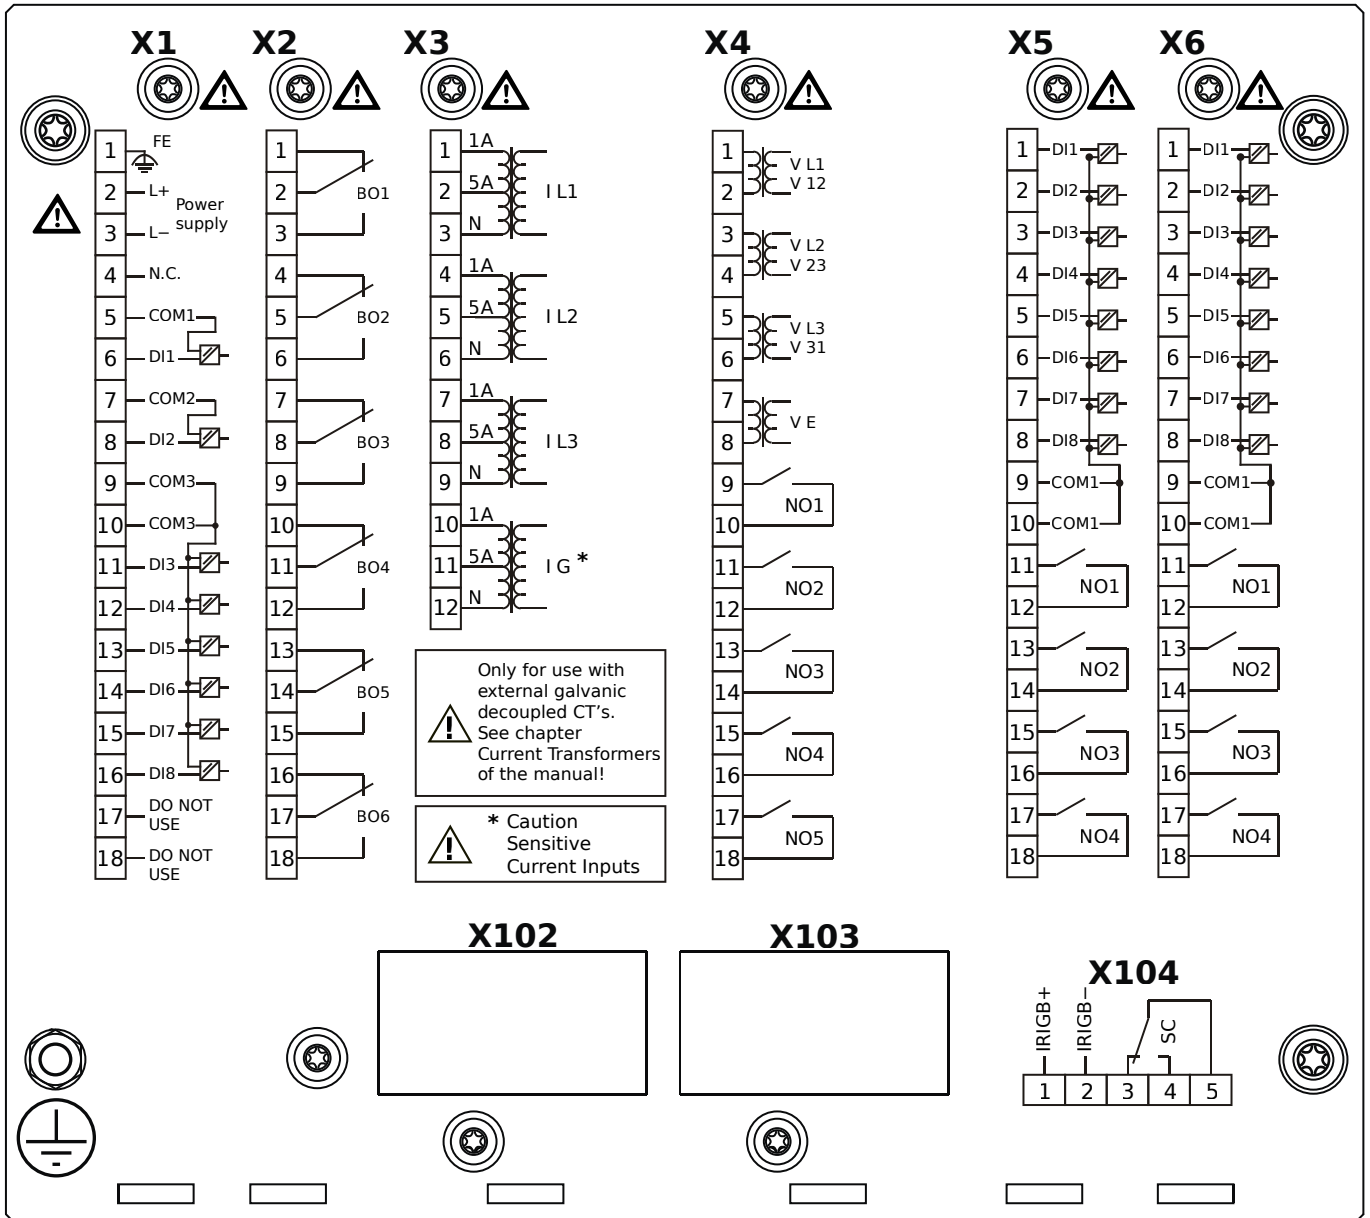 X1
X2
X3
X4
X5
X6
1
FE
2
L+
Power
supply
3
L−
4
N.C.
5
COM1
6
DI1
7
COM2
8
DI2
9
COM3
10
COM3
11
DI3
12
DI4
13
DI5
14
DI6
15
DI7
16
DI8
17
DO NOT
USE
18
DO NOT
USE
1
2
BO1
3
4
5
BO2
6
7
8
BO3
9
10
11
BO4
12
13
14
BO5
15
16
17
BO6
18
1
1A
2
5A
I L1
3
N
4
1A
5
5A
I L2
6
N
7
1A
8
5A
I L3
9
N
10
1A
11
5A
I G *
12
N
Only for use with
external galvanic
decoupled CT's.
See chapter
Current Transformers
of the manual!
* Caution
Sensitive
Current Inputs
1
V L1
V 12
2
3
V L2
V 23
4
5
V L3
V 31
6
7
V E
8
9
NO1
10
11
NO2
12
13
NO3
14
15
NO4
16
17
NO5
18
1
DI1
2
DI2
3
DI3
4
DI4
5
DI5
6
DI6
7
DI7
8
DI8
9
COM1
10
COM1
11
NO1
12
13
NO2
14
15
NO3
16
17
NO4
18
1
DI1
2
DI2
3
DI3
4
DI4
5
DI5
6
DI6
7
DI7
8
DI8
9
COM1
10
COM1
11
NO1
12
13
NO2
14
15
NO3
16
17
NO4
18
X102
X103
X104
IRIGB+
IRIGB−
SC
1 2 3 4 5